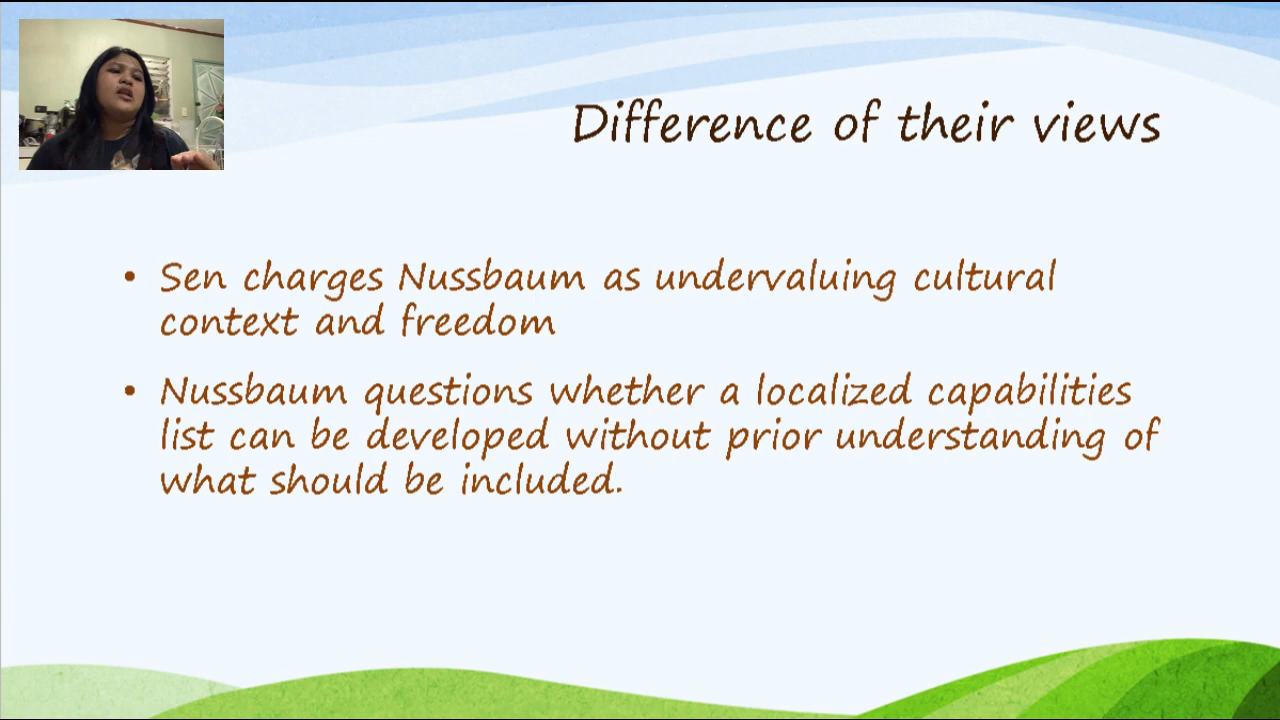 Difference of their views
• Sen charges Nussbaum as undervaluing cultural
context and freedom
• Nussbaum questions whether a localized capabilities
list can be developed without prior understanding of
what should be included.